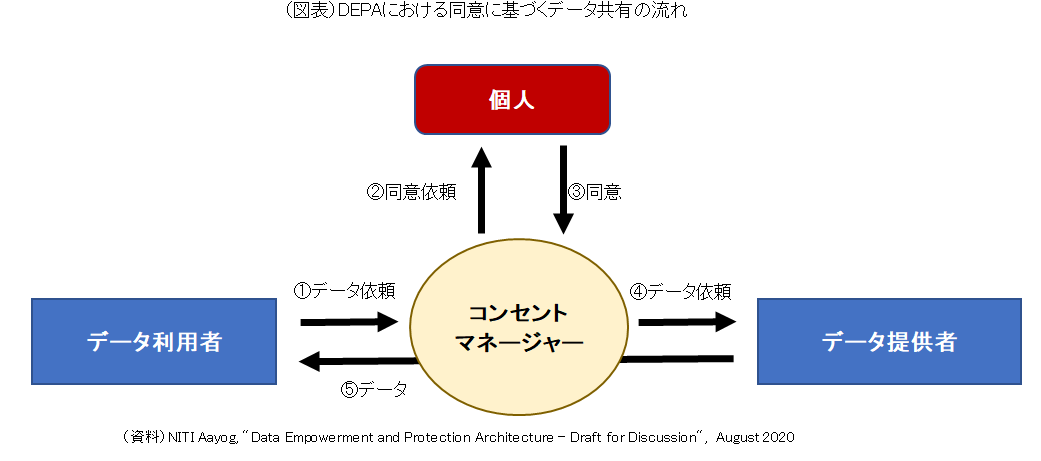 （図表）DEPAにおける同意に基づくデータ共有の流れ
個人
②同意依頼
③同意
①データ依頼
④データ依頼
コンセント
マネージャー
データ利用者
データ提供者
⑤データ
（資料）NITI Aayog, “Data Empowerment and Protection Architecture – Draft for Discussion“, August 2020